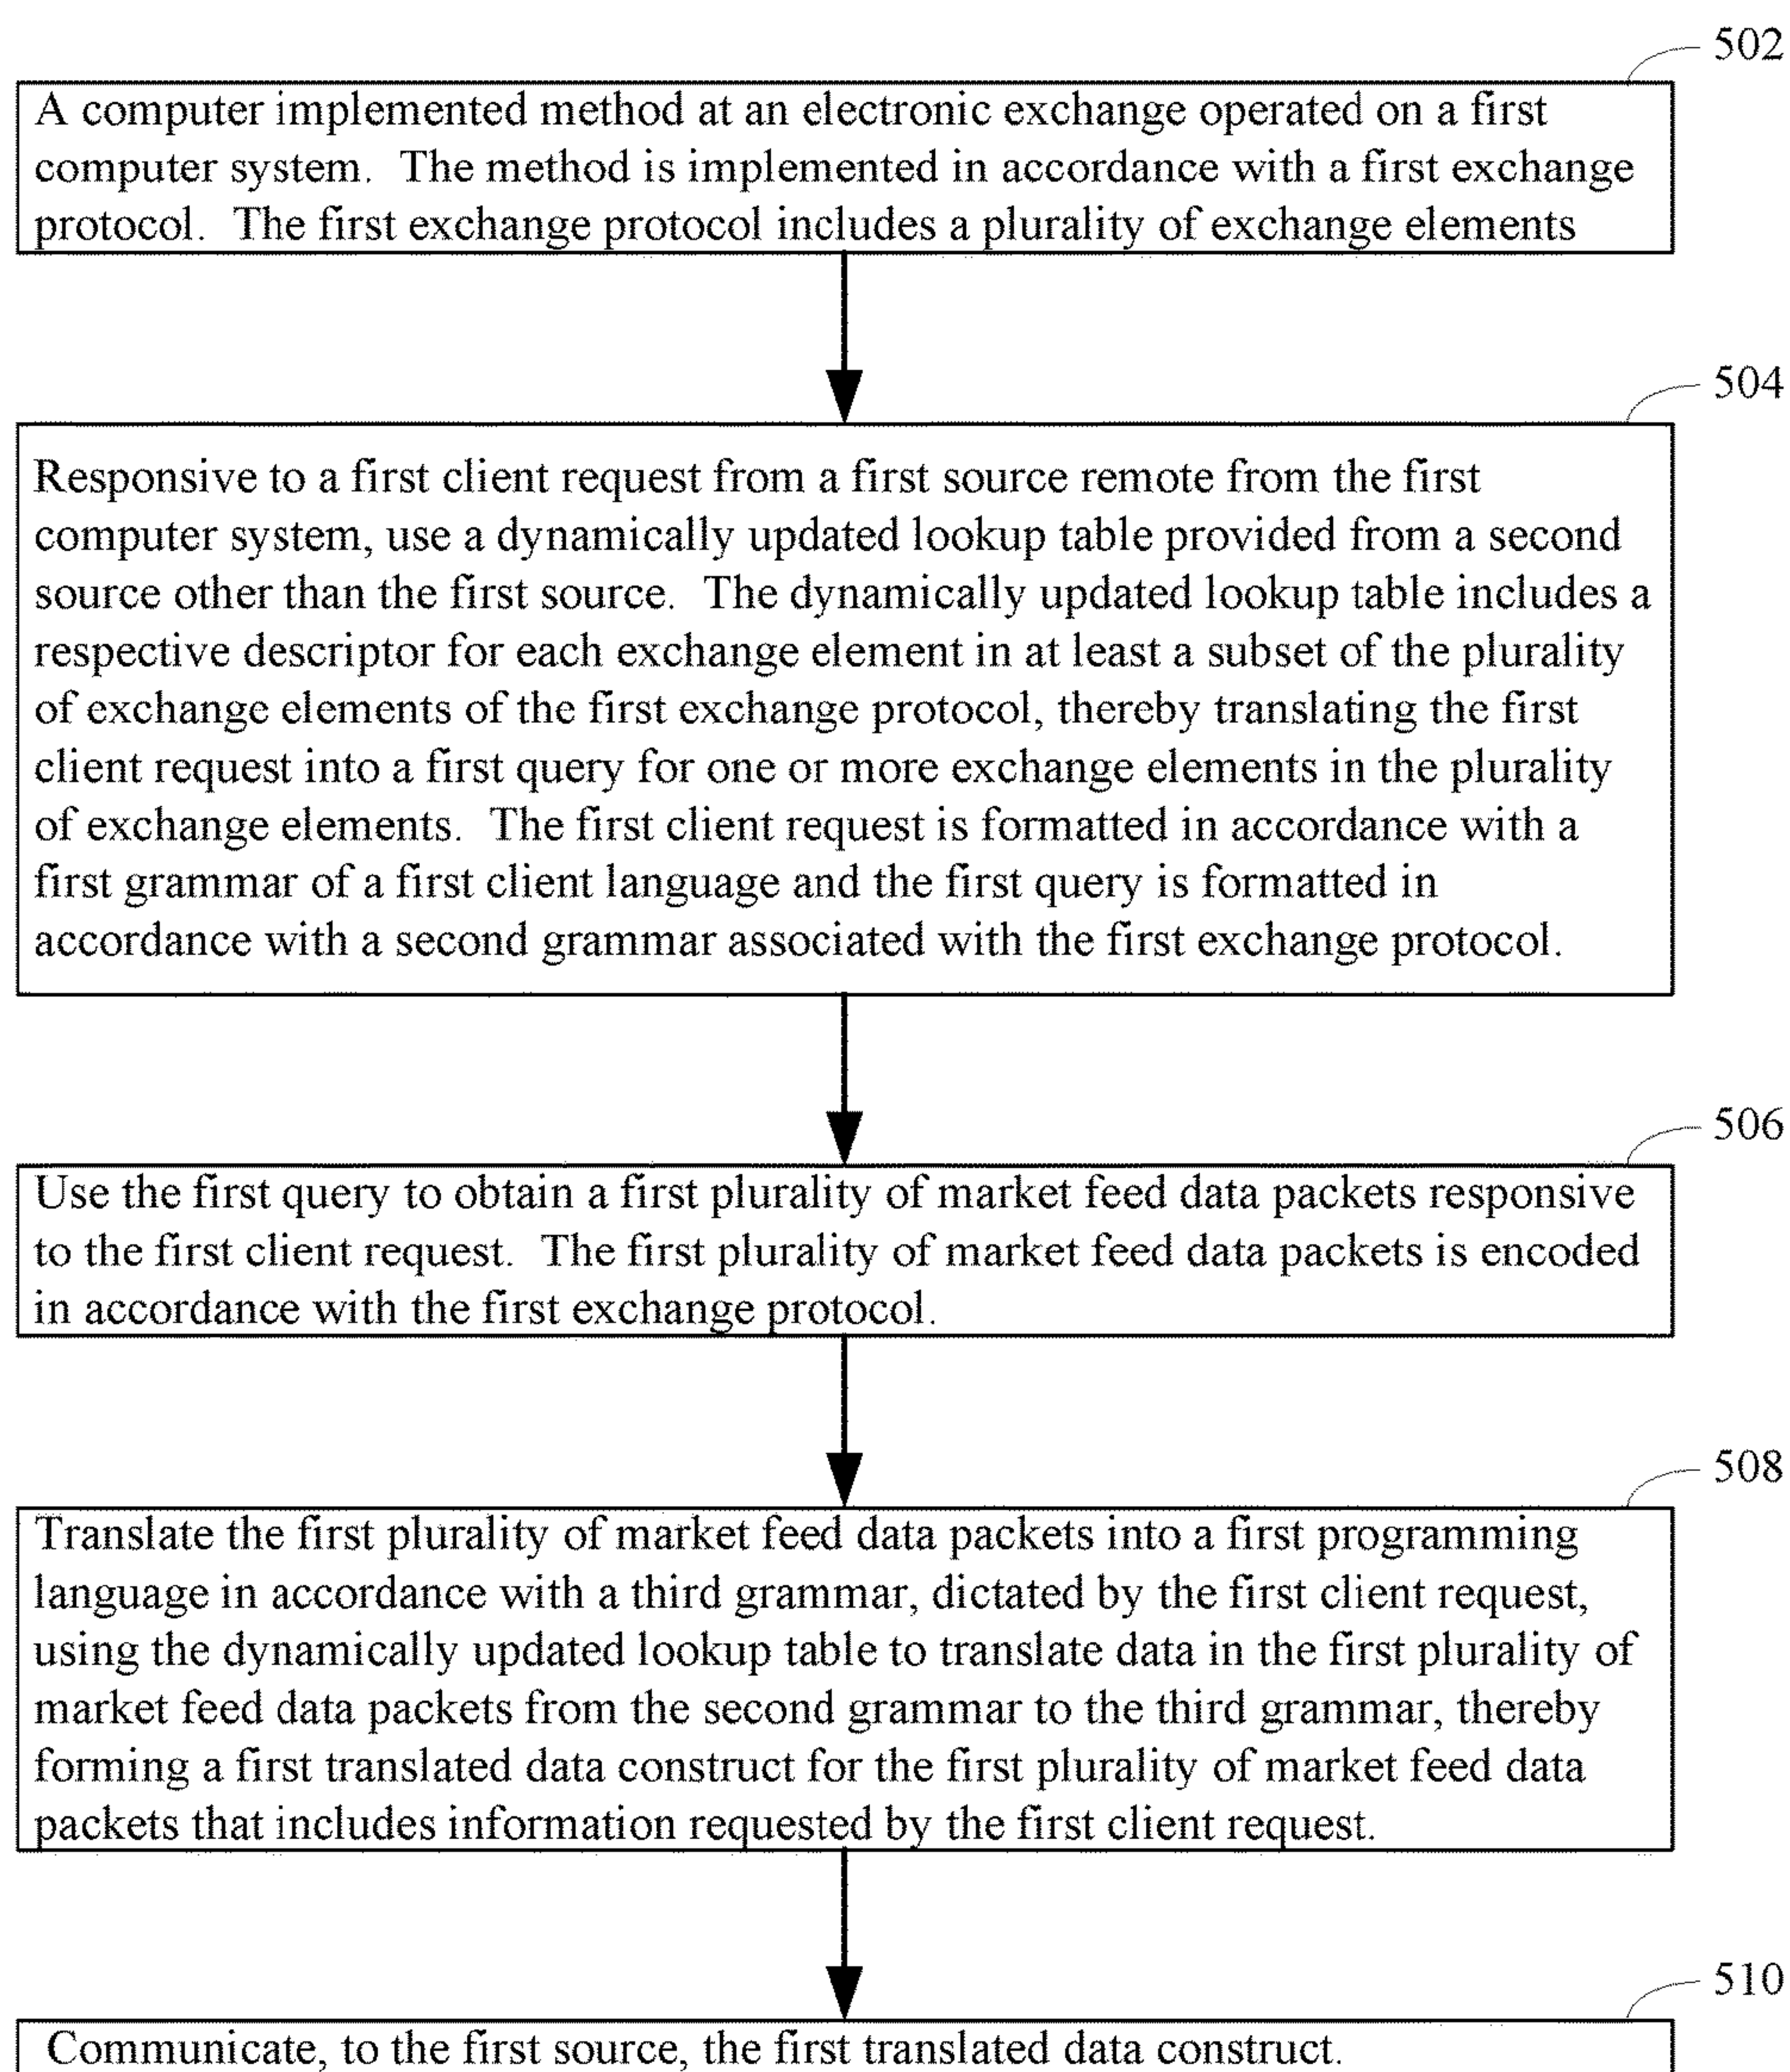 502
A computer implemented method at an electronic exchange operated on a first
computer system. The method is implemented in accordance with a first exchange
protocol. The first exchange protocol includes a plurality of exchange elements
504
Responsive to a first client request from a first source remote from the first
computer system, use a dynamically updated lookup table provided from a second
source other than the first source. The dynamically updated lookup table includes a
respective descriptor for each exchange element in at least a subset of the plurality
of exchange elements of the first exchange protocol, thereby translating the first
client request into a first query for one or more exchange elements in the plurality
of exchange elements. The first client request is formatted in accordance with a
first grammar of a first client language and the first query is formatted in
accordance with a second grammar associated with the first exchange protocol.
506
Use the first query to obtain a first plurality of market feed data packets responsive
to the first client request. The first plurality of market feed data packets is encoded
in accordance with the first exchange protocol.
508
Translate the first plurality of market feed data packets into a first programming
language in accordance with a third grammar, dictated by the first client request,
using the dynamically updated lookup table to translate data in the first plurality of
market feed data packets from the second grammar to the third grammar, thereby
forming a first translated data construct for the first plurality of market feed data
packets that includes information requested by the first client request.
510
Communicate, to the first source, the first translated data construct.